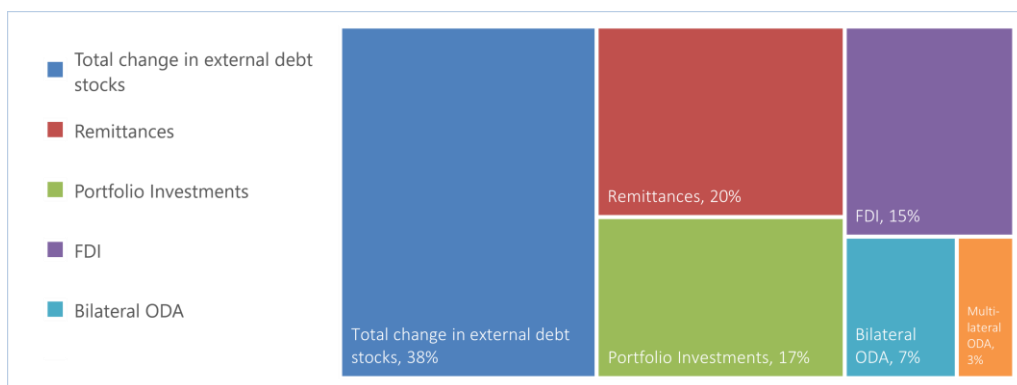 Total change in external debt
stocks
Remittances
Portfolio Investments
FDI
Bilateral ODA
Total change in external debt
stocks, 38%
Remittances, 20%
Portfolio Investments, 17%
FDI, 15%
Bilateral
ODA, 7%
Multi-
lateral
ODA,
3%